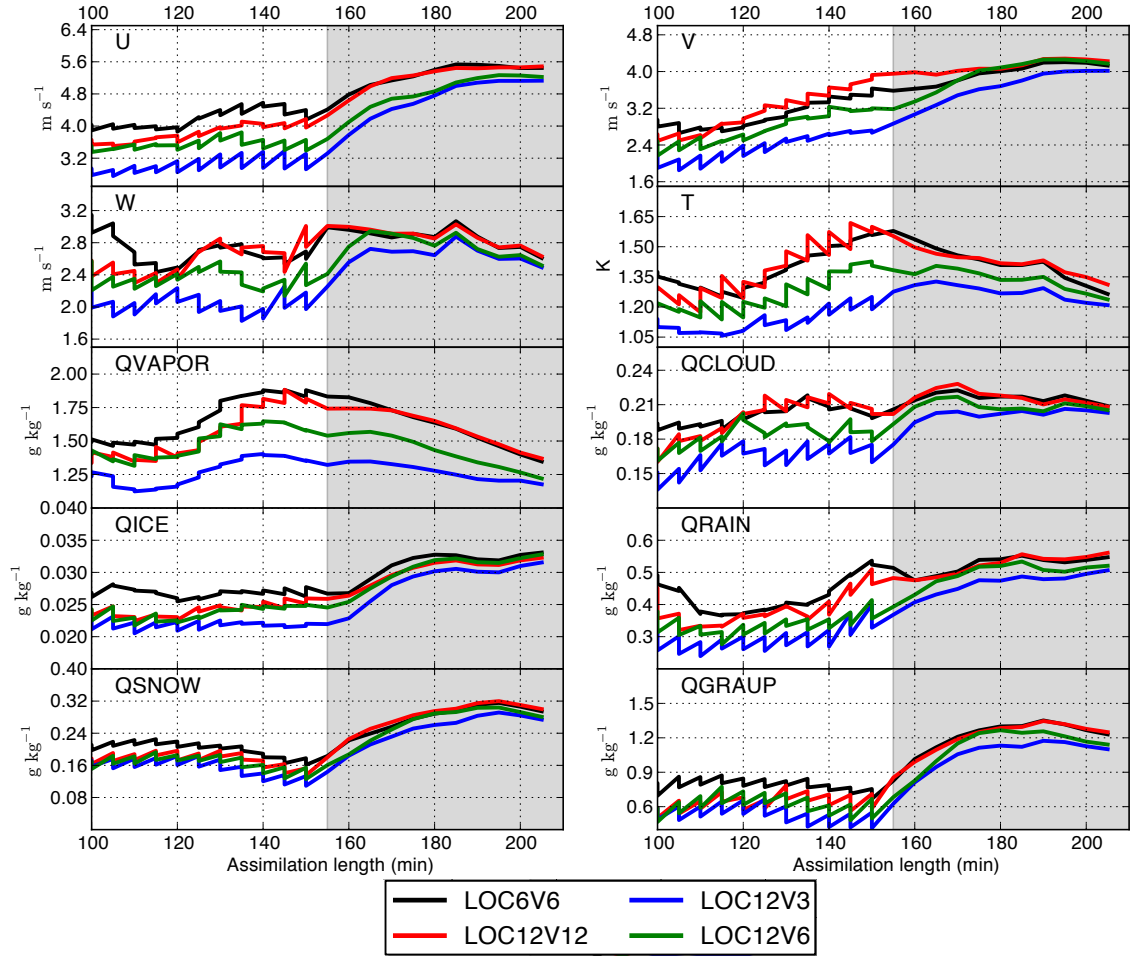 100 120 140 160 180 200
100 120 140 160 180 200
U
6.4
5.6
4.8
4.0
3.2
m s⁻¹
V
4.8
4.0
3.2
2.4
1.6
m s⁻¹
W
3.2
2.8
2.4
2.0
1.6
m s⁻¹
T
1.65
1.50
1.35
1.20
1.05
K
QVAPOR
2.00
1.75
1.50
1.25
g kg⁻¹
QCLOUD
0.24
0.21
0.18
0.15
g kg⁻¹
QICE
0.040
0.035
0.030
0.025
0.020
g kg⁻¹
QRAIN
0.6
0.5
0.4
0.3
g kg⁻¹
QSNOW
0.40
0.32
0.24
0.16
0.08
g kg⁻¹
QGRAUP
1.5
1.2
0.9
0.6
g kg⁻¹
100 120 140 160 180 200
Assimilation length (min)
100 120 140 160 180 200
Assimilation length (min)
LOC6V6 LOC12V3
LOC12V12 LOC12V6